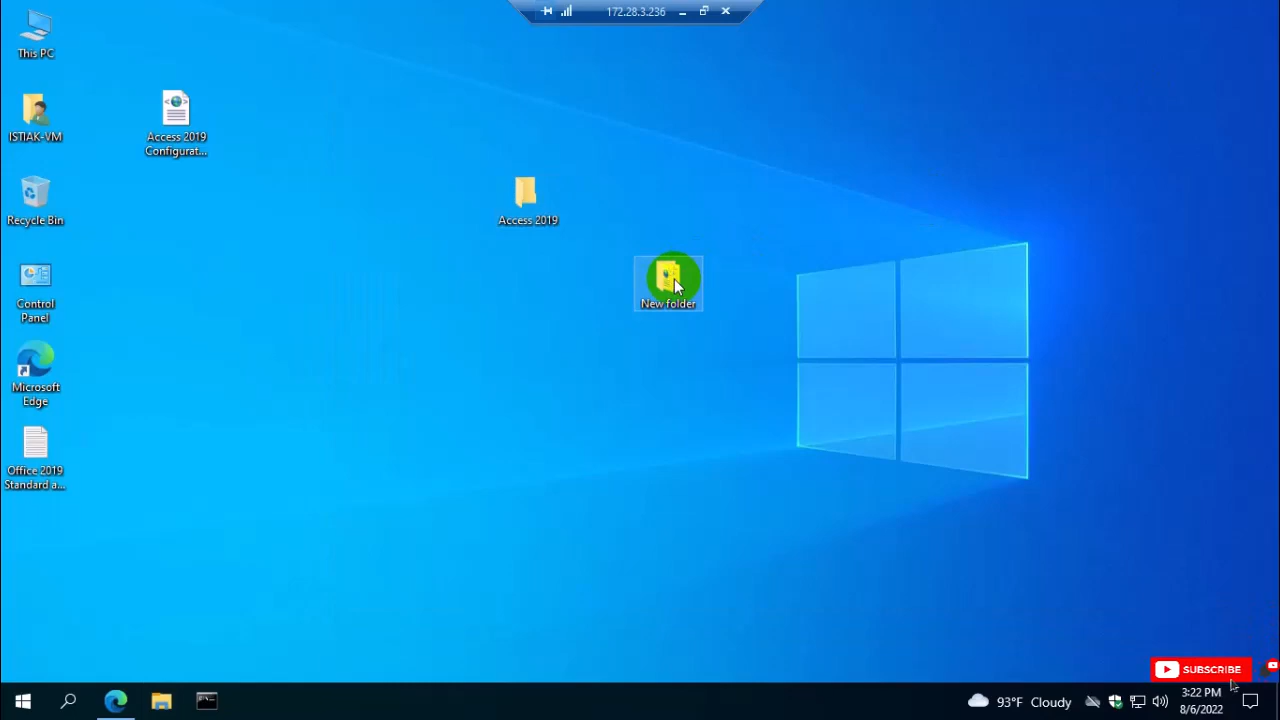 172.28.3.236
This PC
ISTIAK-VM
Access 2019
Configurat...
Recycle Bin
Access 2019
Control
Panel
New folder
Microsoft
Edge
Office 2019
Standard a...
SUBSCRIBE
93°F Cloudy
3:22 PM
8/6/2022